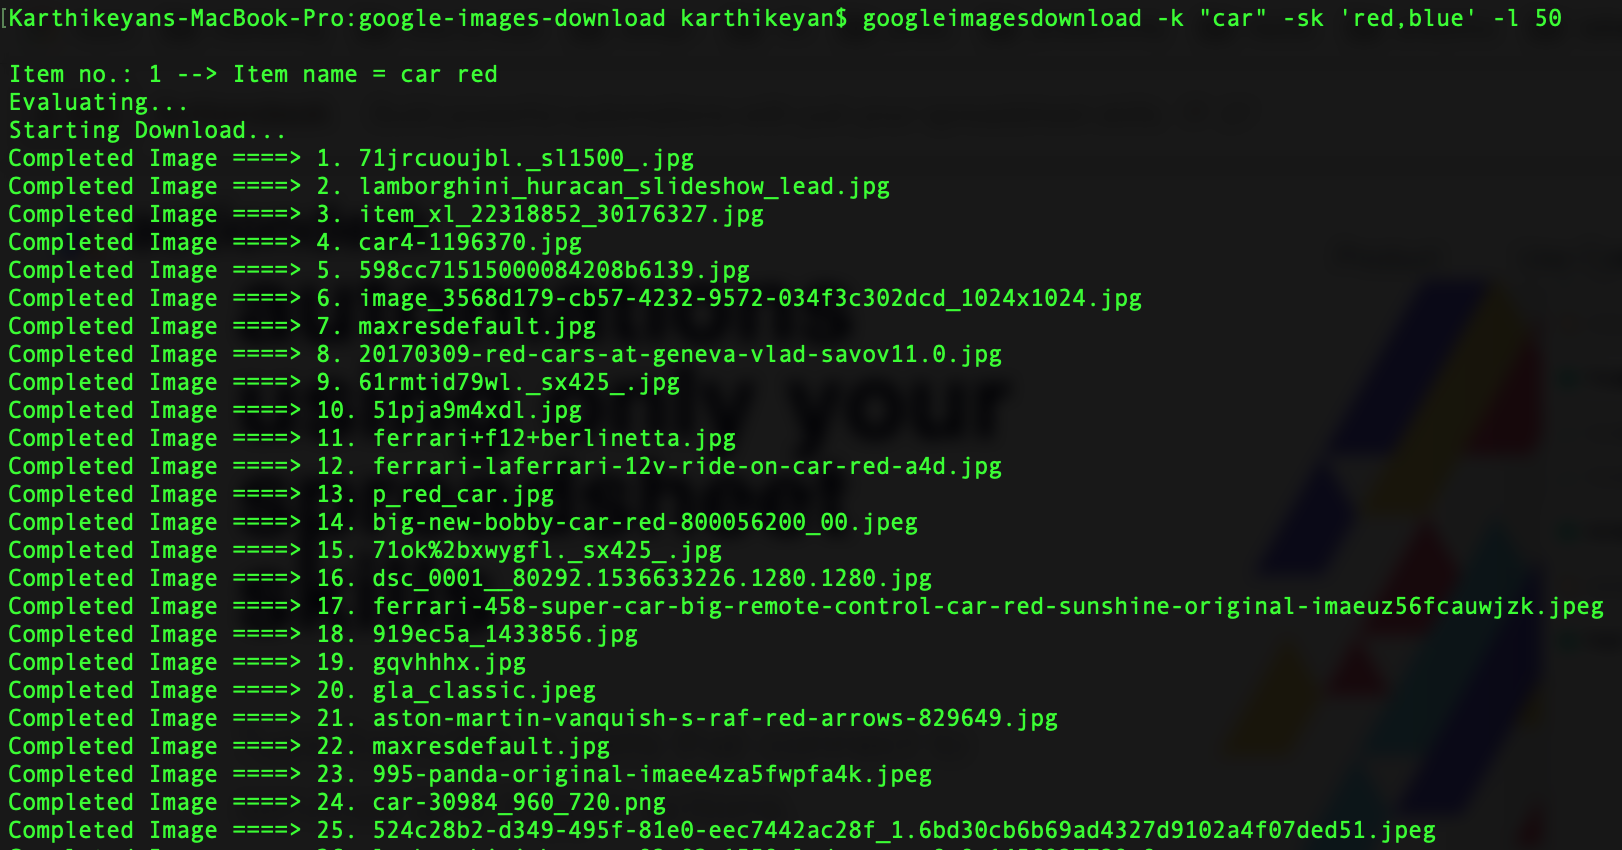 [Karthikeyans-MacBook-Pro:google-images-download karthikeyan$ googleimagesdownload -k "car" -sk 'red,blue' -l 50
Item no.: 1 --> Item name = car red
Evaluating...
Starting Download...
Completed Image ====> 1. 71jrcuoujbl._sl1500_.jpg
Completed Image ====> 2. lamborghini_huracan_slideshow_lead.jpg
Completed Image ====> 3. item_xl_22318852_30176327.jpg
Completed Image ====> 4. car4-1196370.jpg
Completed Image ====> 5. 598cc71515000084208b6139.jpg
Completed Image ====> 6. image_3568d179-cb57-4232-9572-034f3c302dcd_1024x1024.jpg
Completed Image ====> 7. maxresdefault.jpg
Completed Image ====> 8. 20170309-red-cars-at-geneva-vlad-savov11.0.jpg
Completed Image ====> 9. 61rmtid79wl._sx425_.jpg
Completed Image ====> 10. 51pja9m4xdl.jpg
Completed Image ====> 11. ferrari+f12+berlinetta.jpg
Completed Image ====> 12. ferrari-laferrari-12v-ride-on-car-red-a4d.jpg
Completed Image ====> 13. p_red_car.jpg
Completed Image ====> 14. big-new-bobby-car-red-800056200_00.jpeg
Completed Image ====> 15. 71ok%2bxwygfl._sx425_.jpg
Completed Image ====> 16. dsc_0001__80292.1536633226.1280.1280.jpg
Completed Image ====> 17. ferrari-458-super-car-big-remote-control-car-red-sunshine-original-imaeuz56fcauwjzk.jpeg
Completed Image ====> 18. 919ec5a_1433856.jpg
Completed Image ====> 19. gqvhhhx.jpg
Completed Image ====> 20. gla_classic.jpeg
Completed Image ====> 21. aston-martin-vanquish-s-raf-red-arrows-829649.jpg
Completed Image ====> 22. maxresdefault.jpg
Completed Image ====> 23. 995-panda-original-imaee4za5fwpfa4k.jpeg
Completed Image ====> 24. car-30984_960_720.png
Completed Image ====> 25. 524c28b2-d349-495f-81e0-eec7442ac28f_1.6bd30cb6b69ad4327d9102a4f07ded51.jpeg